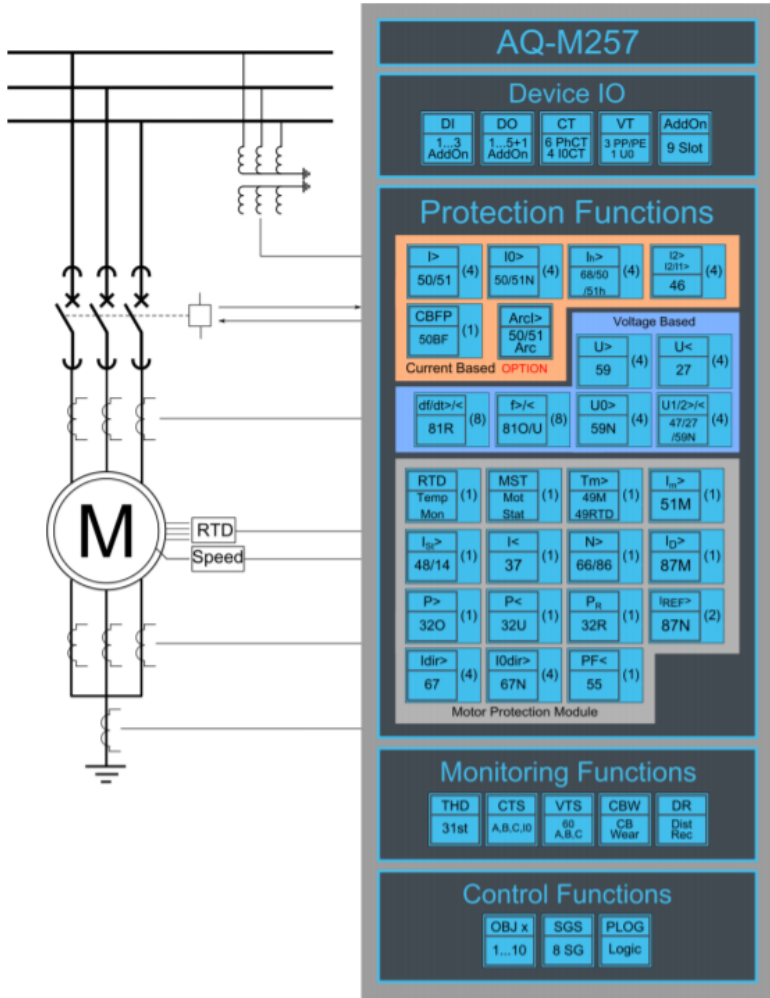 AQ-M257
Device IO
DI
1...3
AddOn
DO
1...5+1
AddOn
CT
6 PhCT
4 I0CT
VT
3 PP/PE
1 U0
AddOn
9 Slot
Protection Functions
I>
50/51
(4)
I0>
50/51N
(4)
Ih>
68/50
/51h
(4)
I2>
I2/I1>
46
(4)
CBFP
50BF
(1)
ArcI>
50/51
Arc
Current Based OPTION
Voltage Based
U>
59
(4)
U<
27
(4)
df/dt>/<
81R
(8)
f>/<
81O/U
(8)
U0>
59N
(4)
U1/2>/<
47/27
/59N
(4)
RTD
Temp
Mon
(1)
MST
Mot
Stat
(1)
Tm>
49M
49RTD
(1)
Im>
51M
(1)
ISt>
48/14
(1)
I<
37
(1)
N>
66/86
(1)
ID>
87M
(1)
P>
32O
(1)
P<
32U
(1)
PR
32R
(1)
IREF>
87N
(2)
Idir>
67
(4)
I0dir>
67N
(4)
PF<
55
(1)
Motor Protection Module
M
RTD
Speed
Monitoring Functions
THD
31st
CTS
A,B,C,I0
VTS
60
A,B,C
CBW
CB
Wear
DR
Dist
Rec
Control Functions
OBJ x
1...10
SGS
8 SG
PLOG
Logic